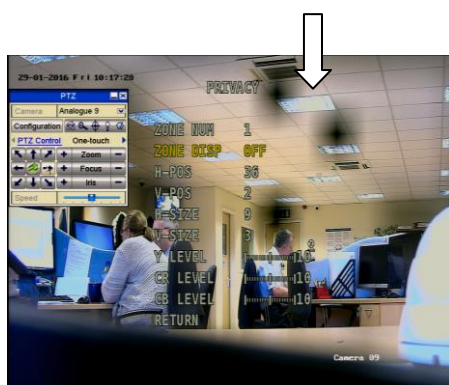 29-01-2016 Fri 10:17:20
PRIVACY
PTZ
Camera Analogue 9
Configuration
PTZ Control One-touch
+ Zoom −
+ Focus −
+ Iris −
Speed
ZONE NUM 1
ZONE DISP OFF
H-POS 36
V-POS 2
H-SIZE 9
V-SIZE 3
Y LEVEL 10
CR LEVEL 10
CB LEVEL 10
RETURN
Camera 09